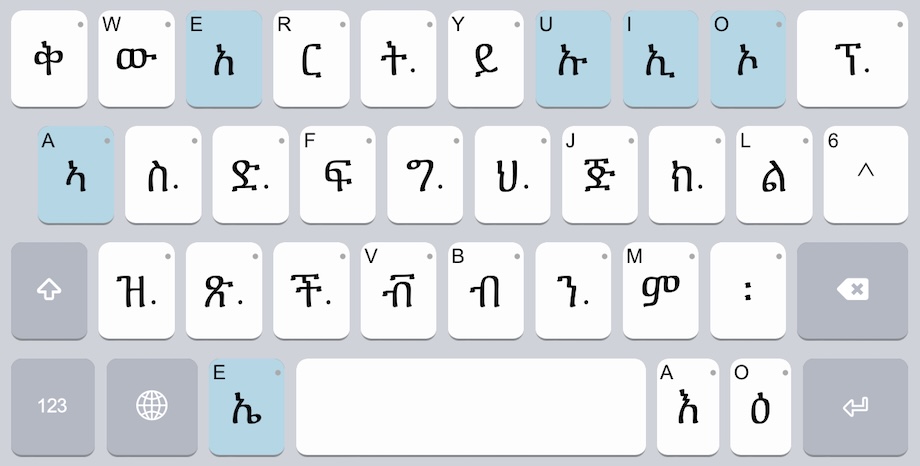 ቅ W ው E አ R ር ት. Y ይ U ኡ I ኢ O ኦ ፕ.
A ኣ ስ. ድ. F ፍ ግ. ህ. J ጅ ክ. L ል 6 ^
ዝ. ጽ. ች. V ቭ B ብ ን. M ም ፡
123 E ኤ A እ O ዕ